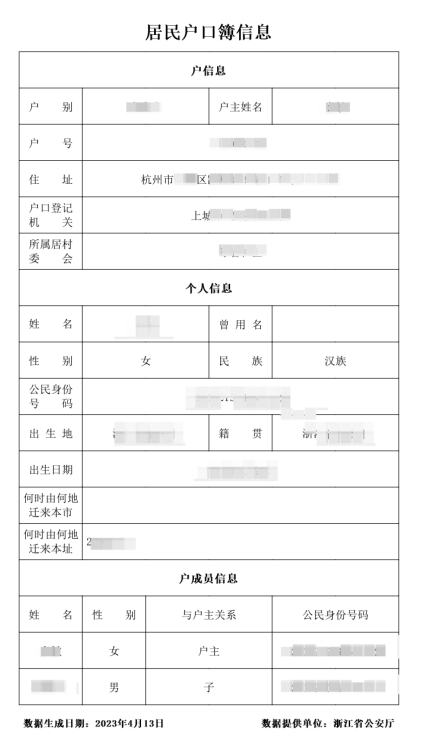 居民户口簿信息
户信息
户 别
户主姓名
户 号
住 址 杭州市 区
户口登记
机 关
上城
所属居村
委 会
个人信息
姓 名
曾 用 名
性 别 女 民 族 汉族
公民身份
号 码
出 生 地
籍 贯
出生日期
何时由何地
迁来本市
何时由何地
迁来本址
2
户成员信息
姓 名 性 别 与户主关系 公民身份号码
女 户主
男 子
数据生成日期：2023年4月13日 数据提供单位：浙江省公安厅